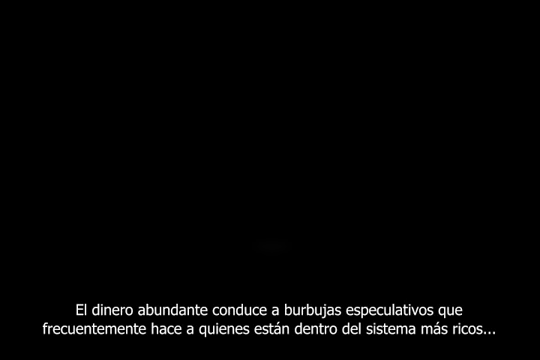 El dinero abundante conduce a burbujas especulativos que
frecuentemente hace a quienes están dentro del sistema más ricos...